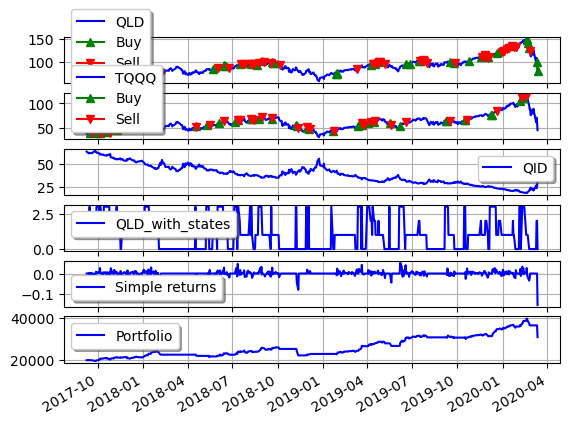 QLD
Buy
Sell
150
100
TQQQ
Buy
Sell
100
50
QID
50
25
QLD_with_states
2.5
0.0
Simple returns
0.0
−0.1
Portfolio
40000
20000
2017-10 2018-01 2018-04 2018-07 2018-10 2019-01 2019-04 2019-07 2019-10 2020-01 2020-04